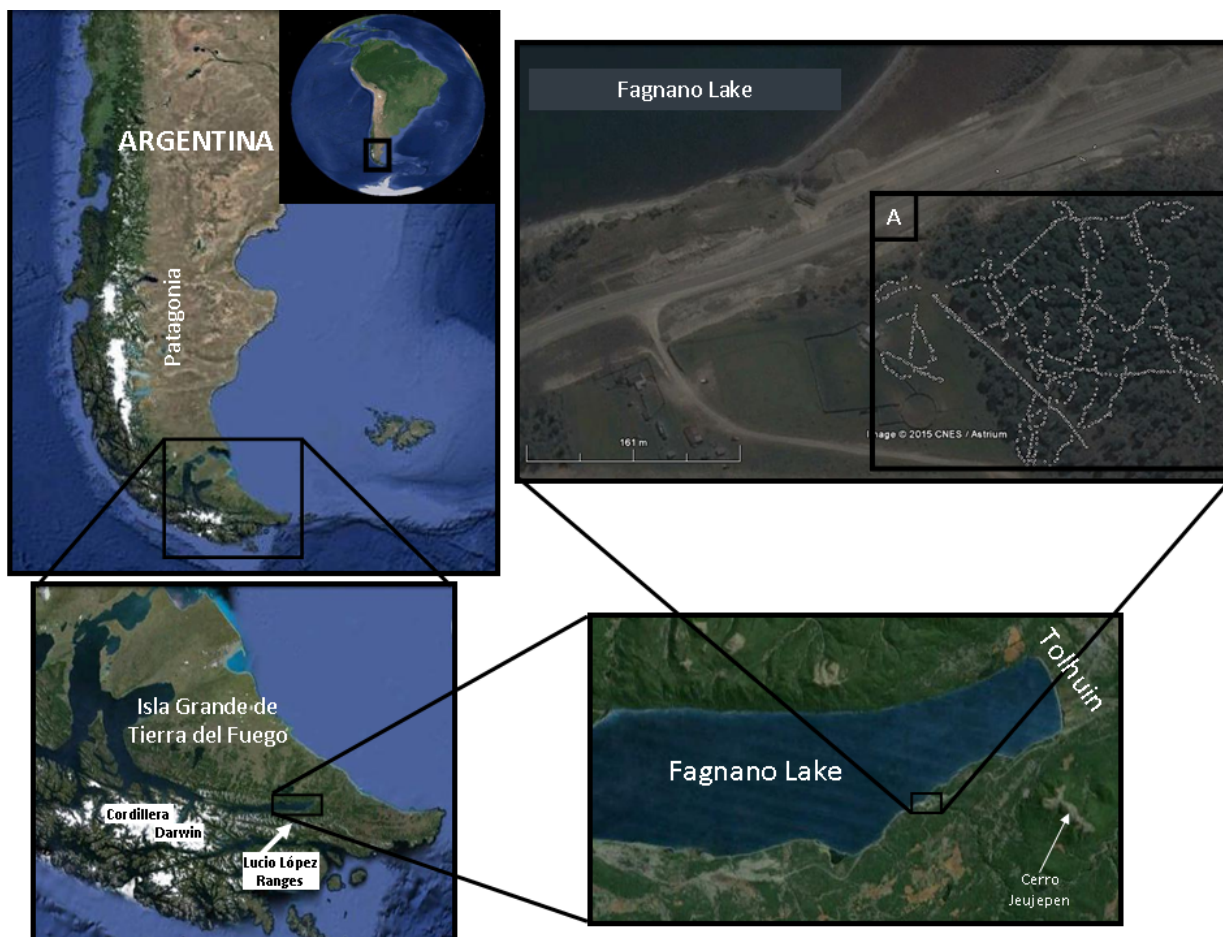 ARGENTINA
Patagonia
Fagnano Lake
A
161 m
Image © 2015 CNES / Astrium
Isla Grande de
Tierra del Fuego
Cordillera
Darwin
Lucio López
Ranges
Tolhuin
Fagnano Lake
Cerro
Jeujepen